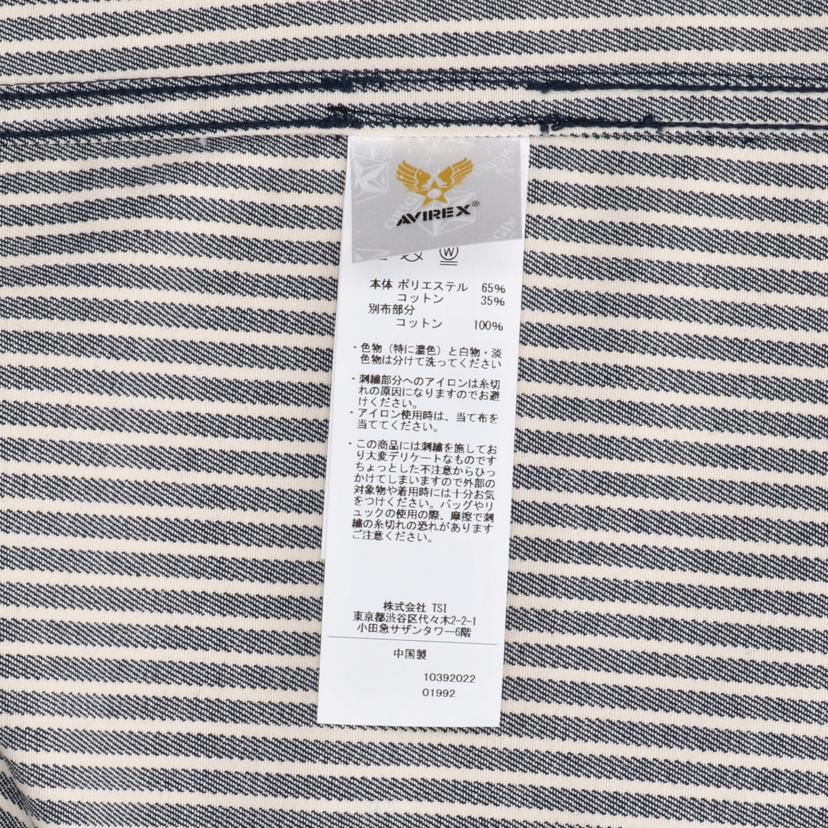 AVIREX®
W
本体 ポリエステル 65%
コットン 35%
別布部分
コットン 100%
・色物（特に濃色）と白物・淡
色物は分けて洗ってください
・刺繍部分へのアイロンは糸切
れの原因になりますのでお避
けください。
・アイロン使用時は、当て布を
当ててください。
・この商品には刺繍を施してお
り大変デリケートなものです
ちょっとした不注意からひっ
かけてしまいますので外部の
対象物や着用時には十分お気
をつけください。バッグやリ
ュックの使用の際、摩擦で刺
繍の糸切れの恐れがあります
ご注意ください。
株式会社 TSI
東京都渋谷区代々木2-2-1
小田急サザンタワー6階
中国製
10392022
01992